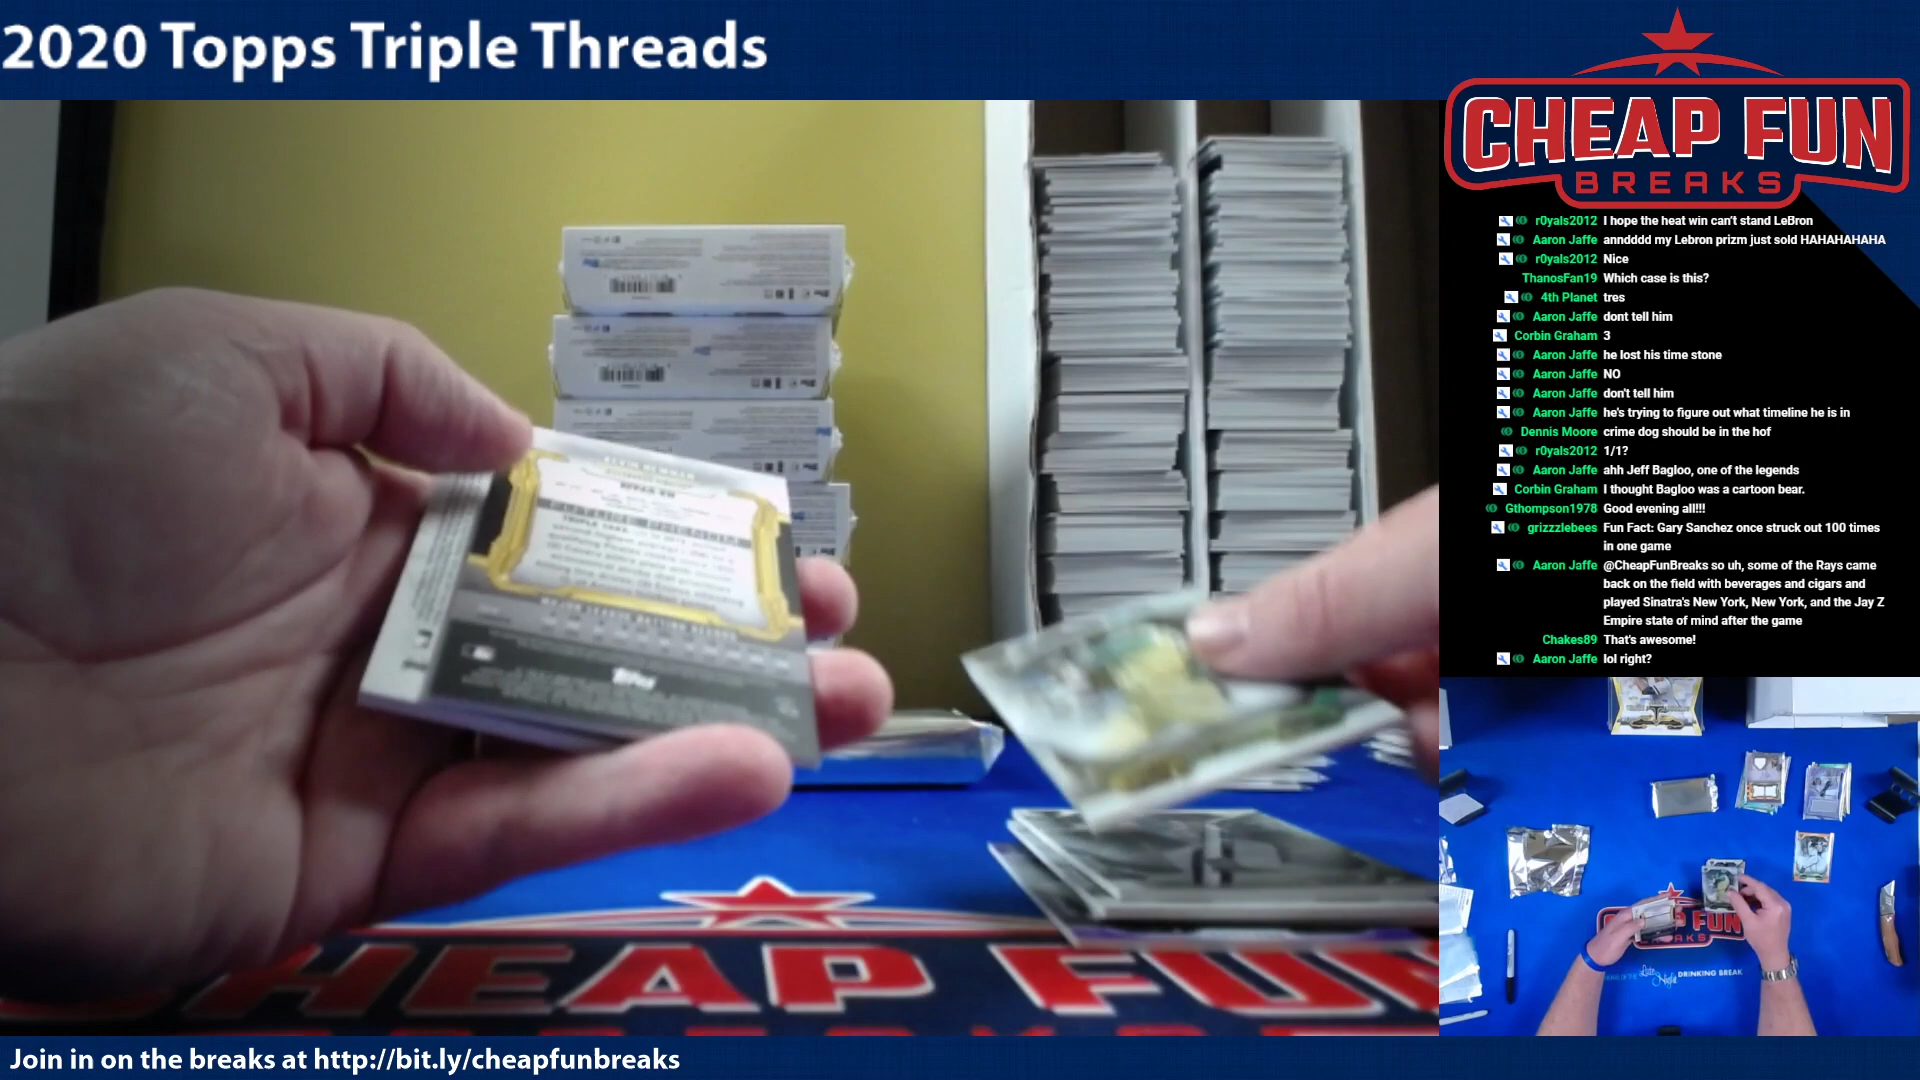 2020 Topps Triple Threads
CHEAP FUN
BREAKS
r0yals2012 I hope the heat win can't stand LeBron
Aaron Jaffe anndddd my Lebron prizm just sold HAHAHAHAHA
r0yals2012 Nice
ThanosFan19 Which case is this?
4th Planet tres
Aaron Jaffe dont tell him
Corbin Graham 3
Aaron Jaffe he lost his time stone
Aaron Jaffe NO
Aaron Jaffe don't tell him
Aaron Jaffe he's trying to figure out what timeline he is in
Dennis Moore crime dog should be in the hof
r0yals2012 1/1?
Aaron Jaffe ahh Jeff Bagloo, one of the legends
Corbin Graham I thought Bagloo was a cartoon bear.
Gthompson1978 Good evening all!!!
grizzzlebees Fun Fact: Gary Sanchez once struck out 100 times
in one game
Aaron Jaffe @CheapFunBreaks so uh, some of the Rays came
back on the field with beverages and cigars and
played Sinatra's New York, New York, and the Jay Z
Empire state of mind after the game
Chakes89 That's awesome!
Aaron Jaffe lol right?
topps
CHEAP FUN
AP FUN
BREAKS
DRINKING BREAK
Join in on the breaks at http://bit.ly/cheapfunbreaks